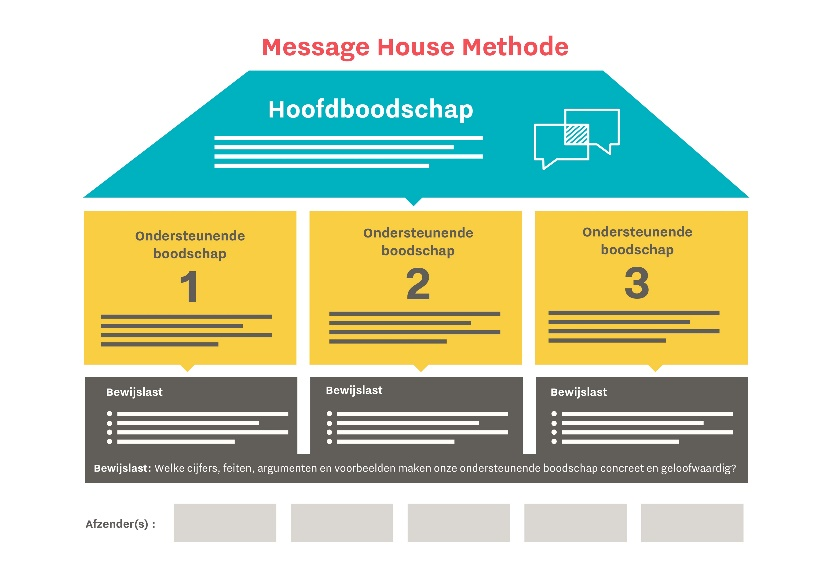 Message House Methode
Hoofdboodschap
Ondersteunende
boodschap
1
Ondersteunende
boodschap
2
Ondersteunende
boodschap
3
Bewijslast
Bewijslast
Bewijslast
Bewijslast: Welke cijfers, feiten, argumenten en voorbeelden maken onze ondersteunende boodschap concreet en geloofwaardig?
Afzender(s) :